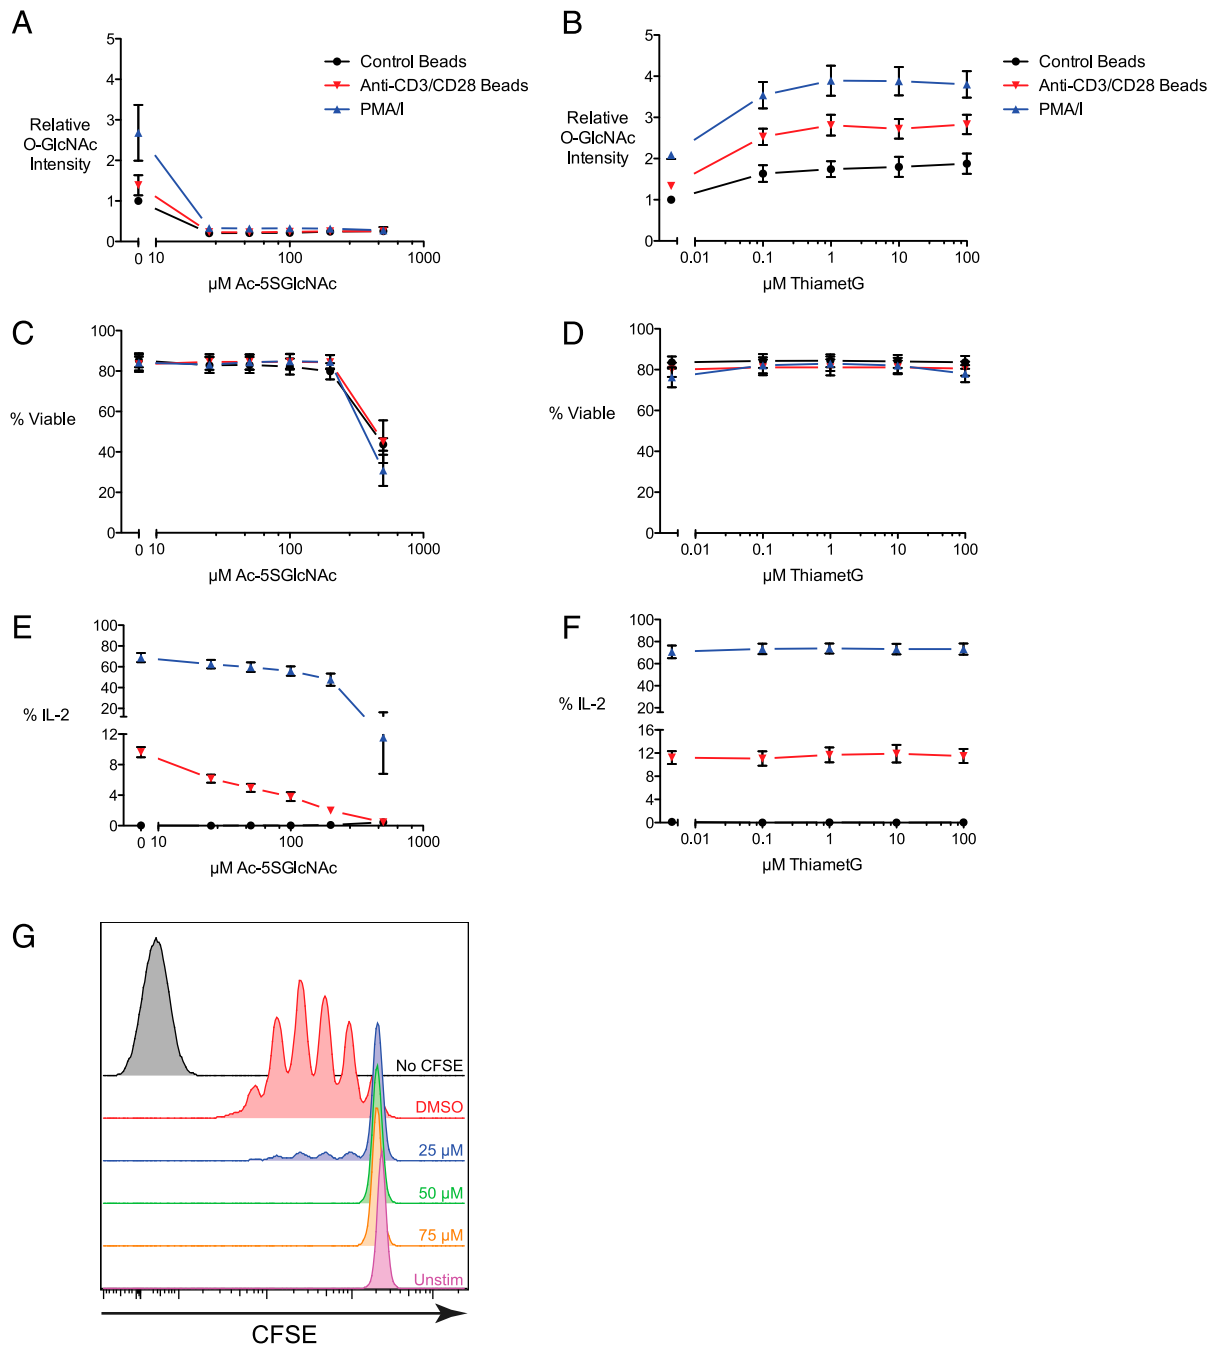 A
5
4
3
2
1
0
Relative
O-GlcNAc
Intensity
Control Beads
Anti-CD3/CD28 Beads
PMA/I
0 10 100 1000
µM Ac-5SGlcNAc
B
5
4
3
2
1
0
Relative
O-GlcNAc
Intensity
Control Beads
Anti-CD3/CD28 Beads
PMA/I
0.01 0.1 1 10 100
µM ThiametG
C
100
80
60
40
20
0
% Viable
0 10 100 1000
µM Ac-5SGlcNAc
D
100
80
60
40
20
0
% Viable
0.01 0.1 1 10 100
µM ThiametG
E
100
80
60
40
20
12
8
4
0
% IL-2
0 10 100 1000
µM Ac-5SGlcNAc
F
100
80
60
40
20
16
12
8
4
0
% IL-2
0.01 0.1 1 10 100
µM ThiametG
G
No CFSE
DMSO
25 µM
50 µM
75 µM
Unstim
CFSE